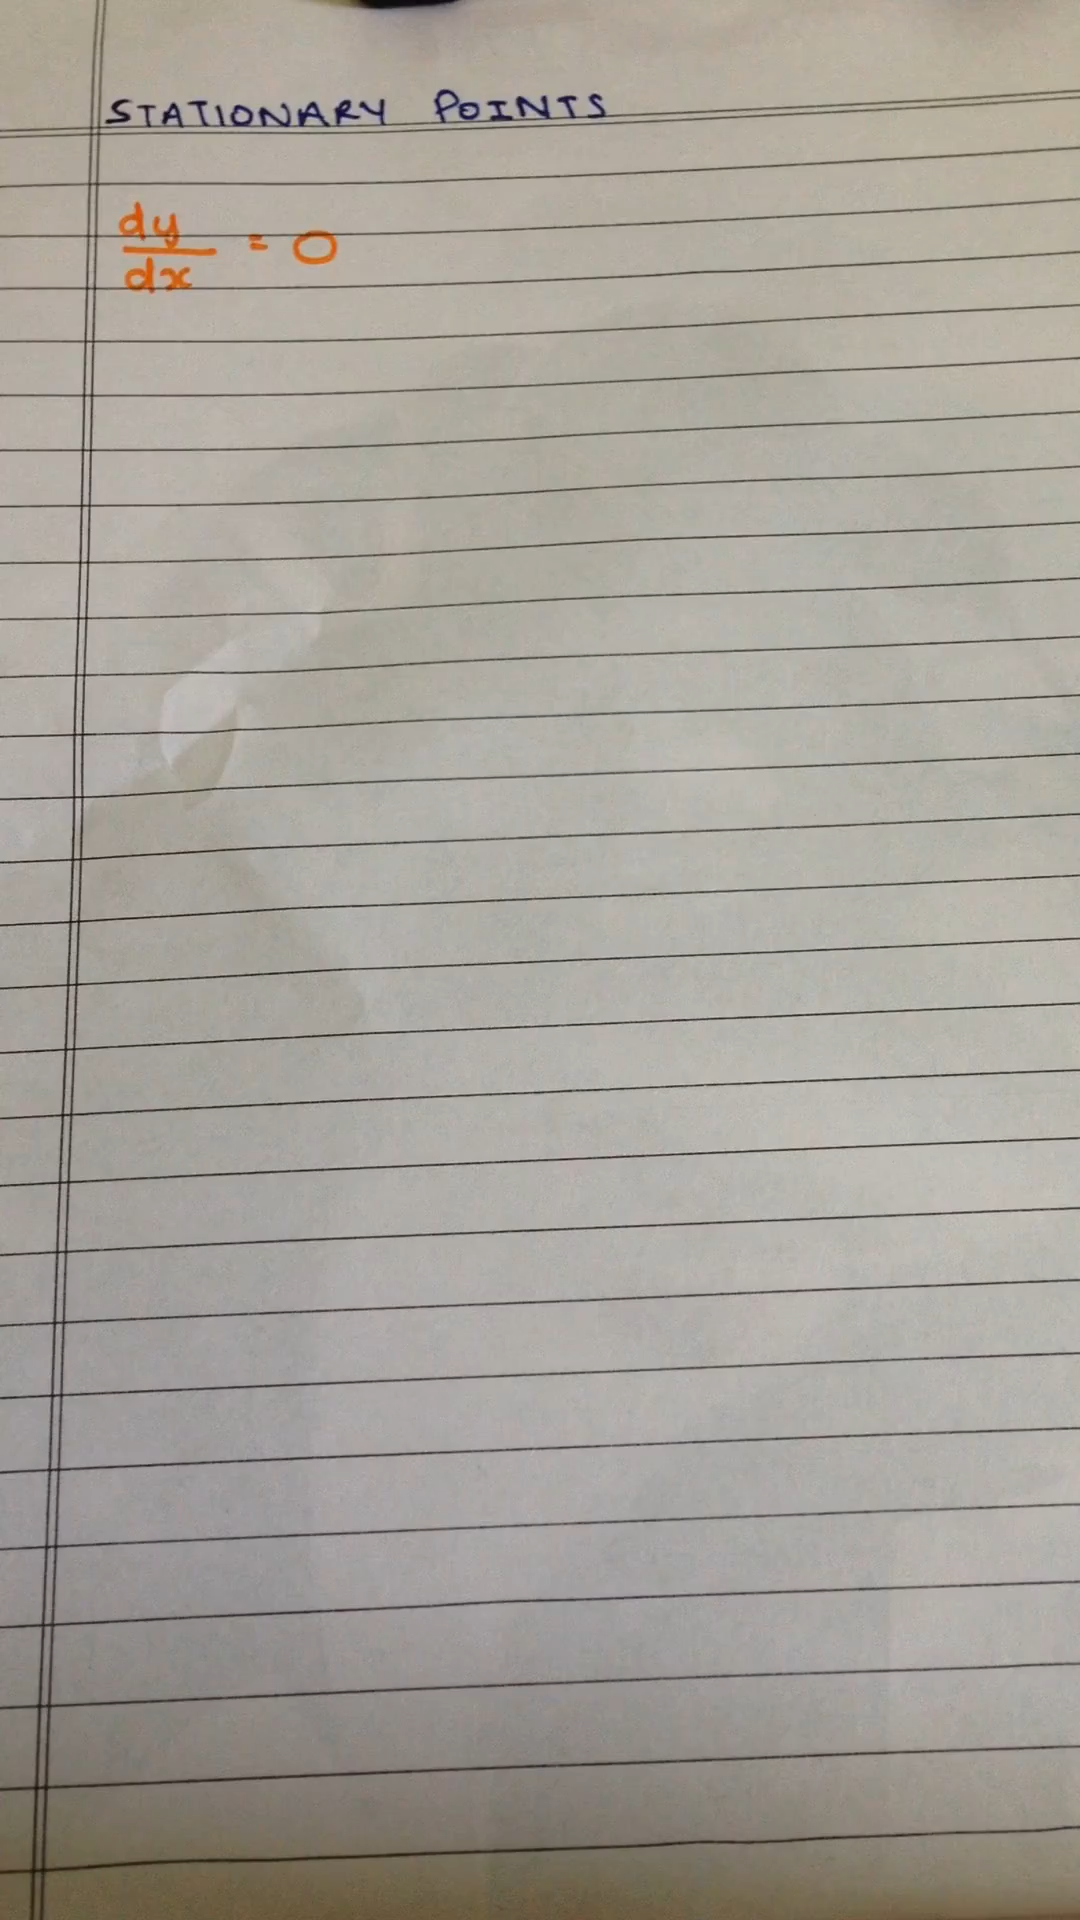 STATIONARY POINTS
dy/dx = 0